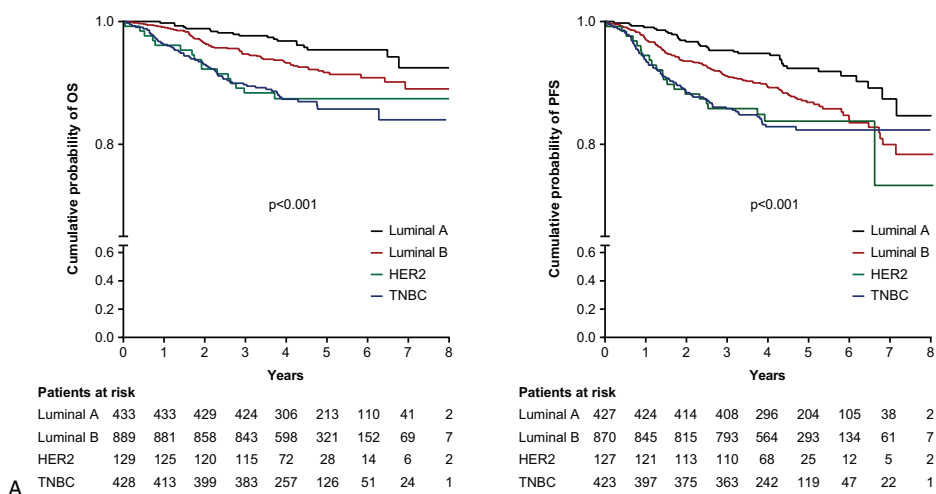 Cumulative probability of OS
1.0
0.8
0.6
0.4
0.2
0.0
p<0.001
Luminal A
Luminal B
HER2
TNBC
0 1 2 3 4 5 6 7 8
Years
Patients at risk
Luminal A 433 433 429 424 306 213 110 41 2
Luminal B 889 881 858 843 598 321 152 69 7
HER2 129 125 120 115 72 28 14 6 2
TNBC 428 413 399 383 257 126 51 24 1
A
Cumulative probability of PFS
1.0
0.8
0.6
0.4
0.2
0.0
p<0.001
Luminal A
Luminal B
HER2
TNBC
0 1 2 3 4 5 6 7 8
Years
Patients at risk
Luminal A 427 424 414 408 296 204 105 38 2
Luminal B 870 845 815 793 564 293 134 61 7
HER2 127 121 113 110 68 25 12 5 2
TNBC 423 397 375 363 242 119 47 22 1